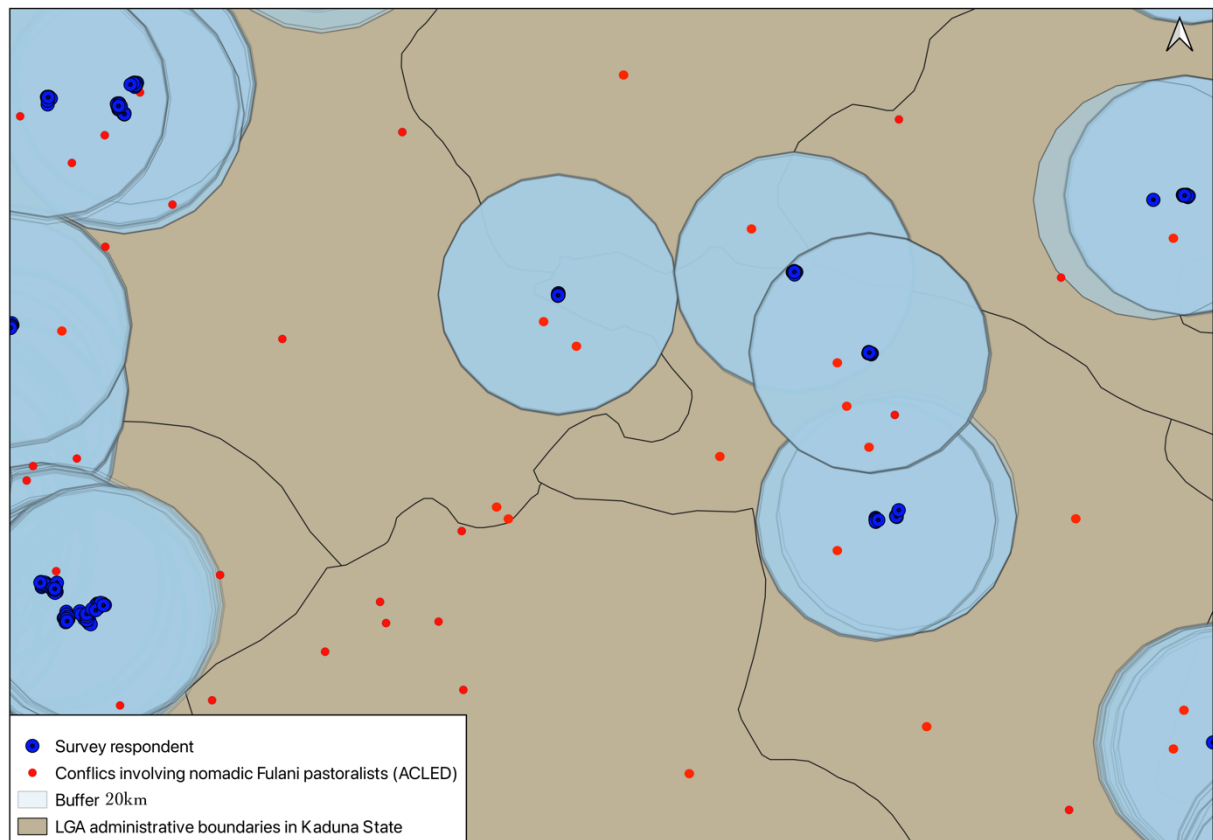 Survey respondent
Conflics involving nomadic Fulani pastoralists (ACLED)
Buffer 20km
LGA administrative boundaries in Kaduna State